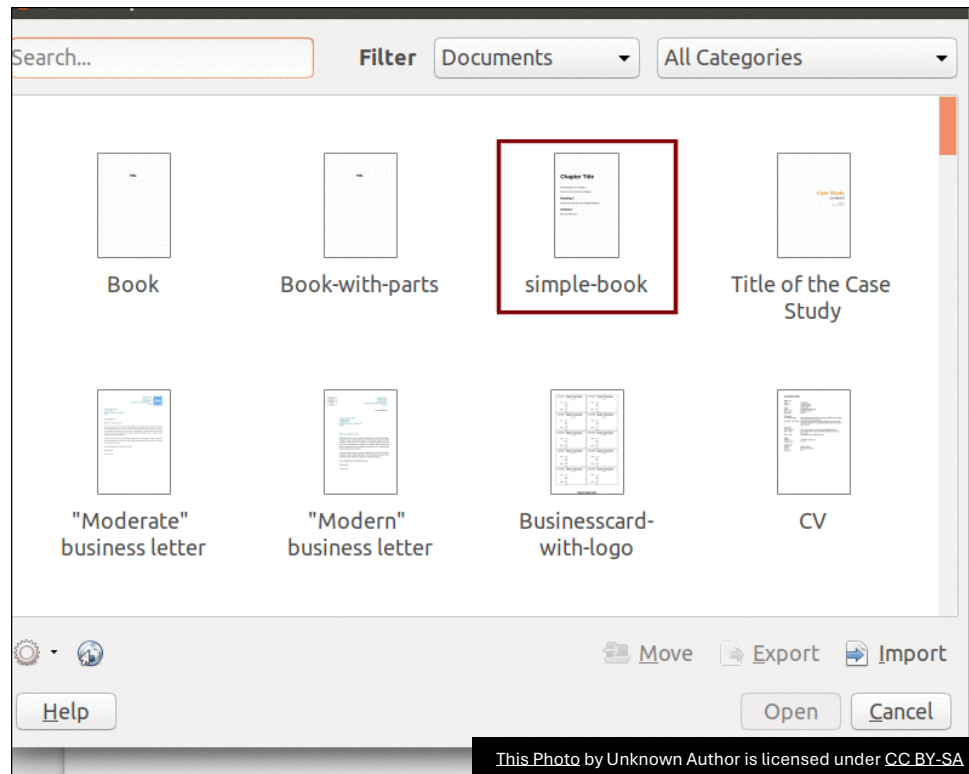 Search...
Filter
Documents
All Categories
Title
Title
Chapter Title
Case Study
Book
Book-with-parts
simple-book
Title of the Case
Study
"Moderate"
business letter
"Modern"
business letter
Businesscard-
with-logo
CV
Move
Export
Import
Help
Open
Cancel
This Photo by Unknown Author is licensed under CC BY-SA